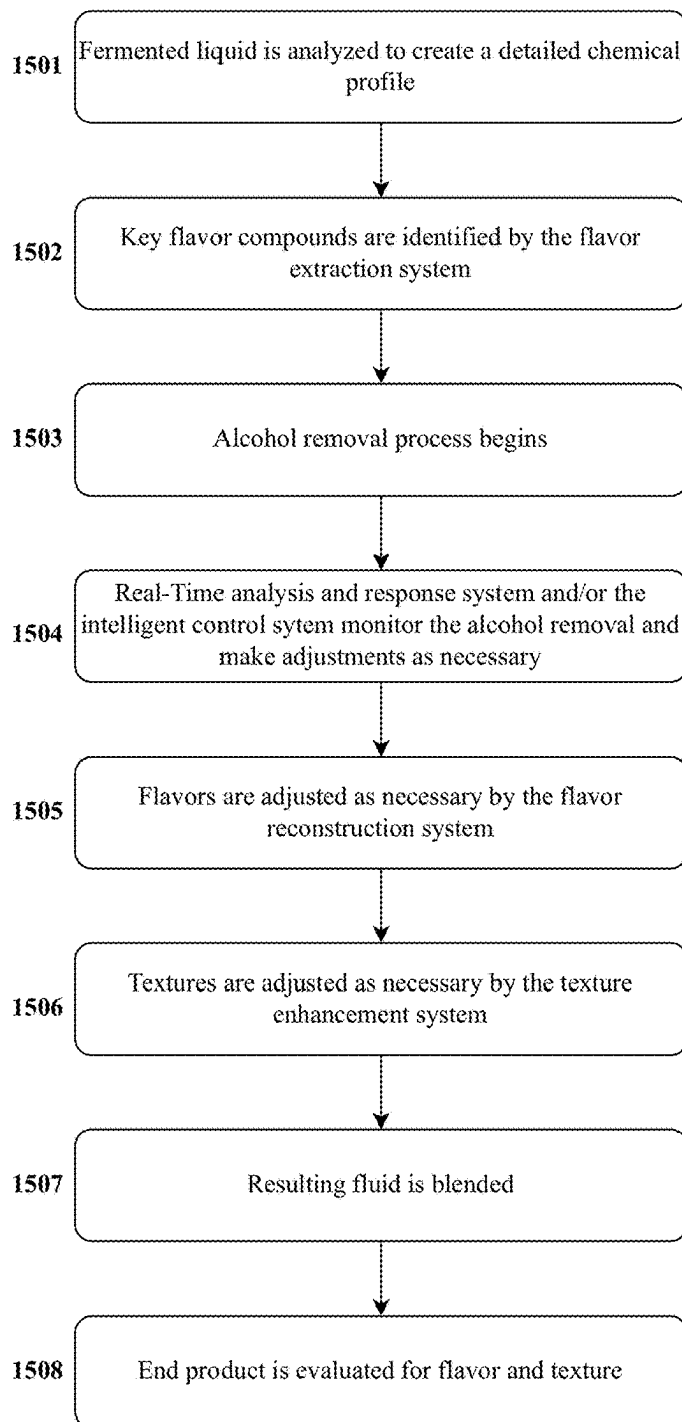 1501
Fermented liquid is analyzed to create a detailed chemical
profile
1502
Key flavor compounds are identified by the flavor
extraction system
1503
Alcohol removal process begins
1504
Real-Time analysis and response system and/or the
intelligent control sytem monitor the alcohol removal and
make adjustments as necessary
1505
Flavors are adjusted as necessary by the flavor
reconstruction system
1506
Textures are adjusted as necessary by the texture
enhancement system
1507
Resulting fluid is blended
1508
End product is evaluated for flavor and texture